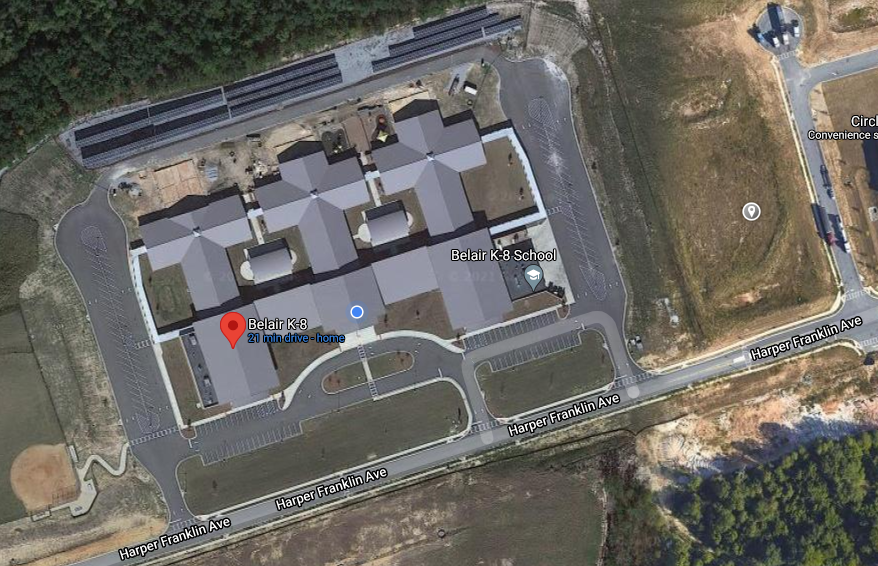 Circl
Convenience s
Belair K-8 School
Belair K-8
21 min drive - home
Harper Franklin Ave
Harper Franklin Ave
Harper Franklin Ave
Harper Franklin Ave